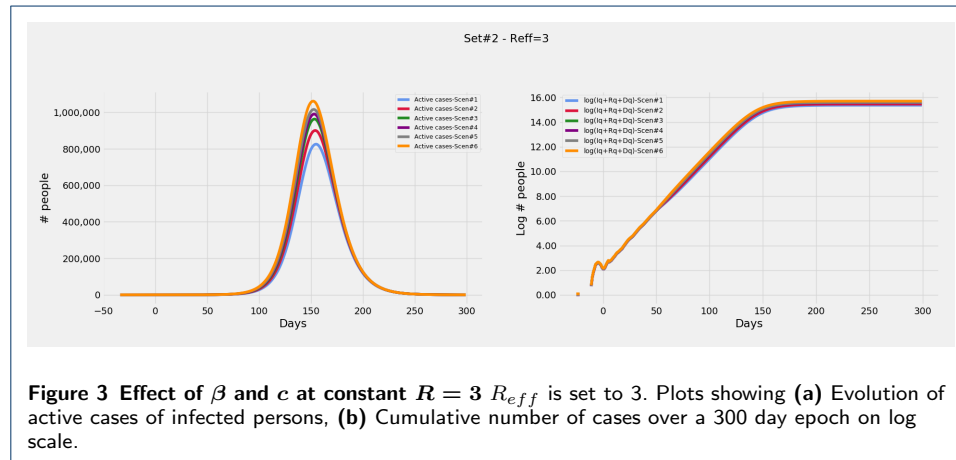 Set#2 - Reff=3
# people
1,000,000
800,000
600,000
400,000
200,000
0
−50
0
50
100
150
200
250
300
Days
Active cases-Scen#1
Active cases-Scen#2
Active cases-Scen#3
Active cases-Scen#4
Active cases-Scen#5
Active cases-Scen#6
Log # people
16.00
14.00
12.00
10.00
8.00
6.00
4.00
2.00
0.00
0
50
100
150
200
250
300
Days
log(Iq+Rq+Dq)-Scen#1
log(Iq+Rq+Dq)-Scen#2
log(Iq+Rq+Dq)-Scen#3
log(Iq+Rq+Dq)-Scen#4
log(Iq+Rq+Dq)-Scen#5
log(Iq+Rq+Dq)-Scen#6
Figure 3 Effect of β and c at constant R = 3 R_{eff} is set to 3. Plots showing (a) Evolution of
active cases of infected persons, (b) Cumulative number of cases over a 300 day epoch on log
scale.